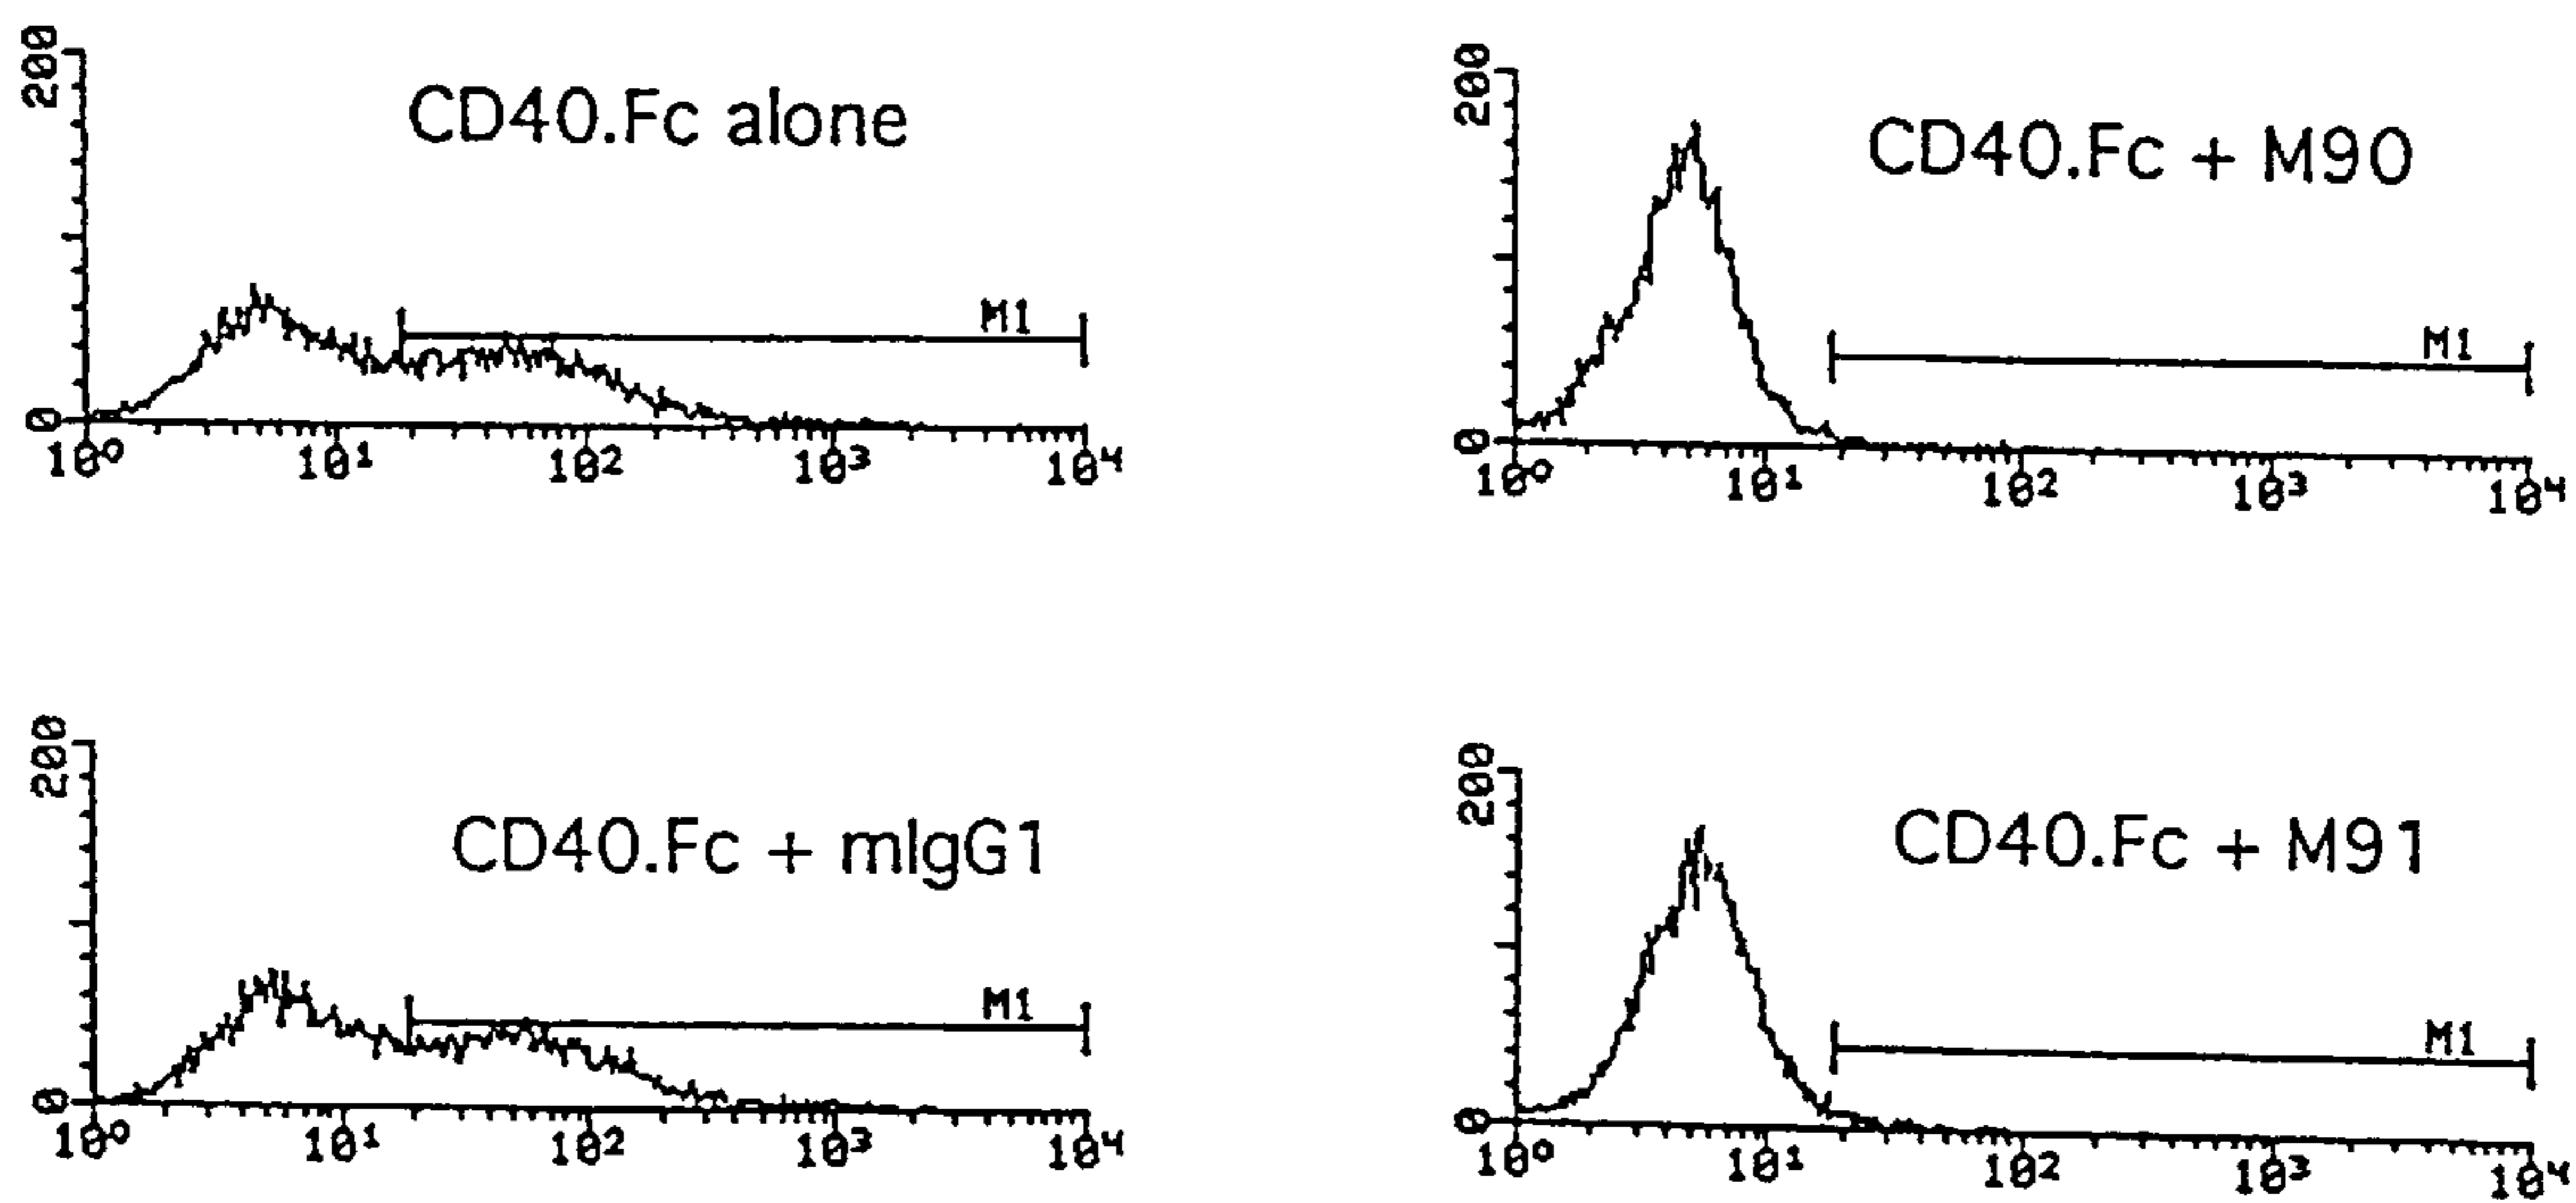 200
CD40.Fc alone
M1
0
10⁰ 10¹ 10² 10³ 10⁴
200
CD40.Fc + M90
M1
0
10⁰ 10¹ 10² 10³ 10⁴
200
CD40.Fc + mIgG1
M1
0
10⁰ 10¹ 10² 10³ 10⁴
200
CD40.Fc + M91
M1
0
10⁰ 10¹ 10² 10³ 10⁴